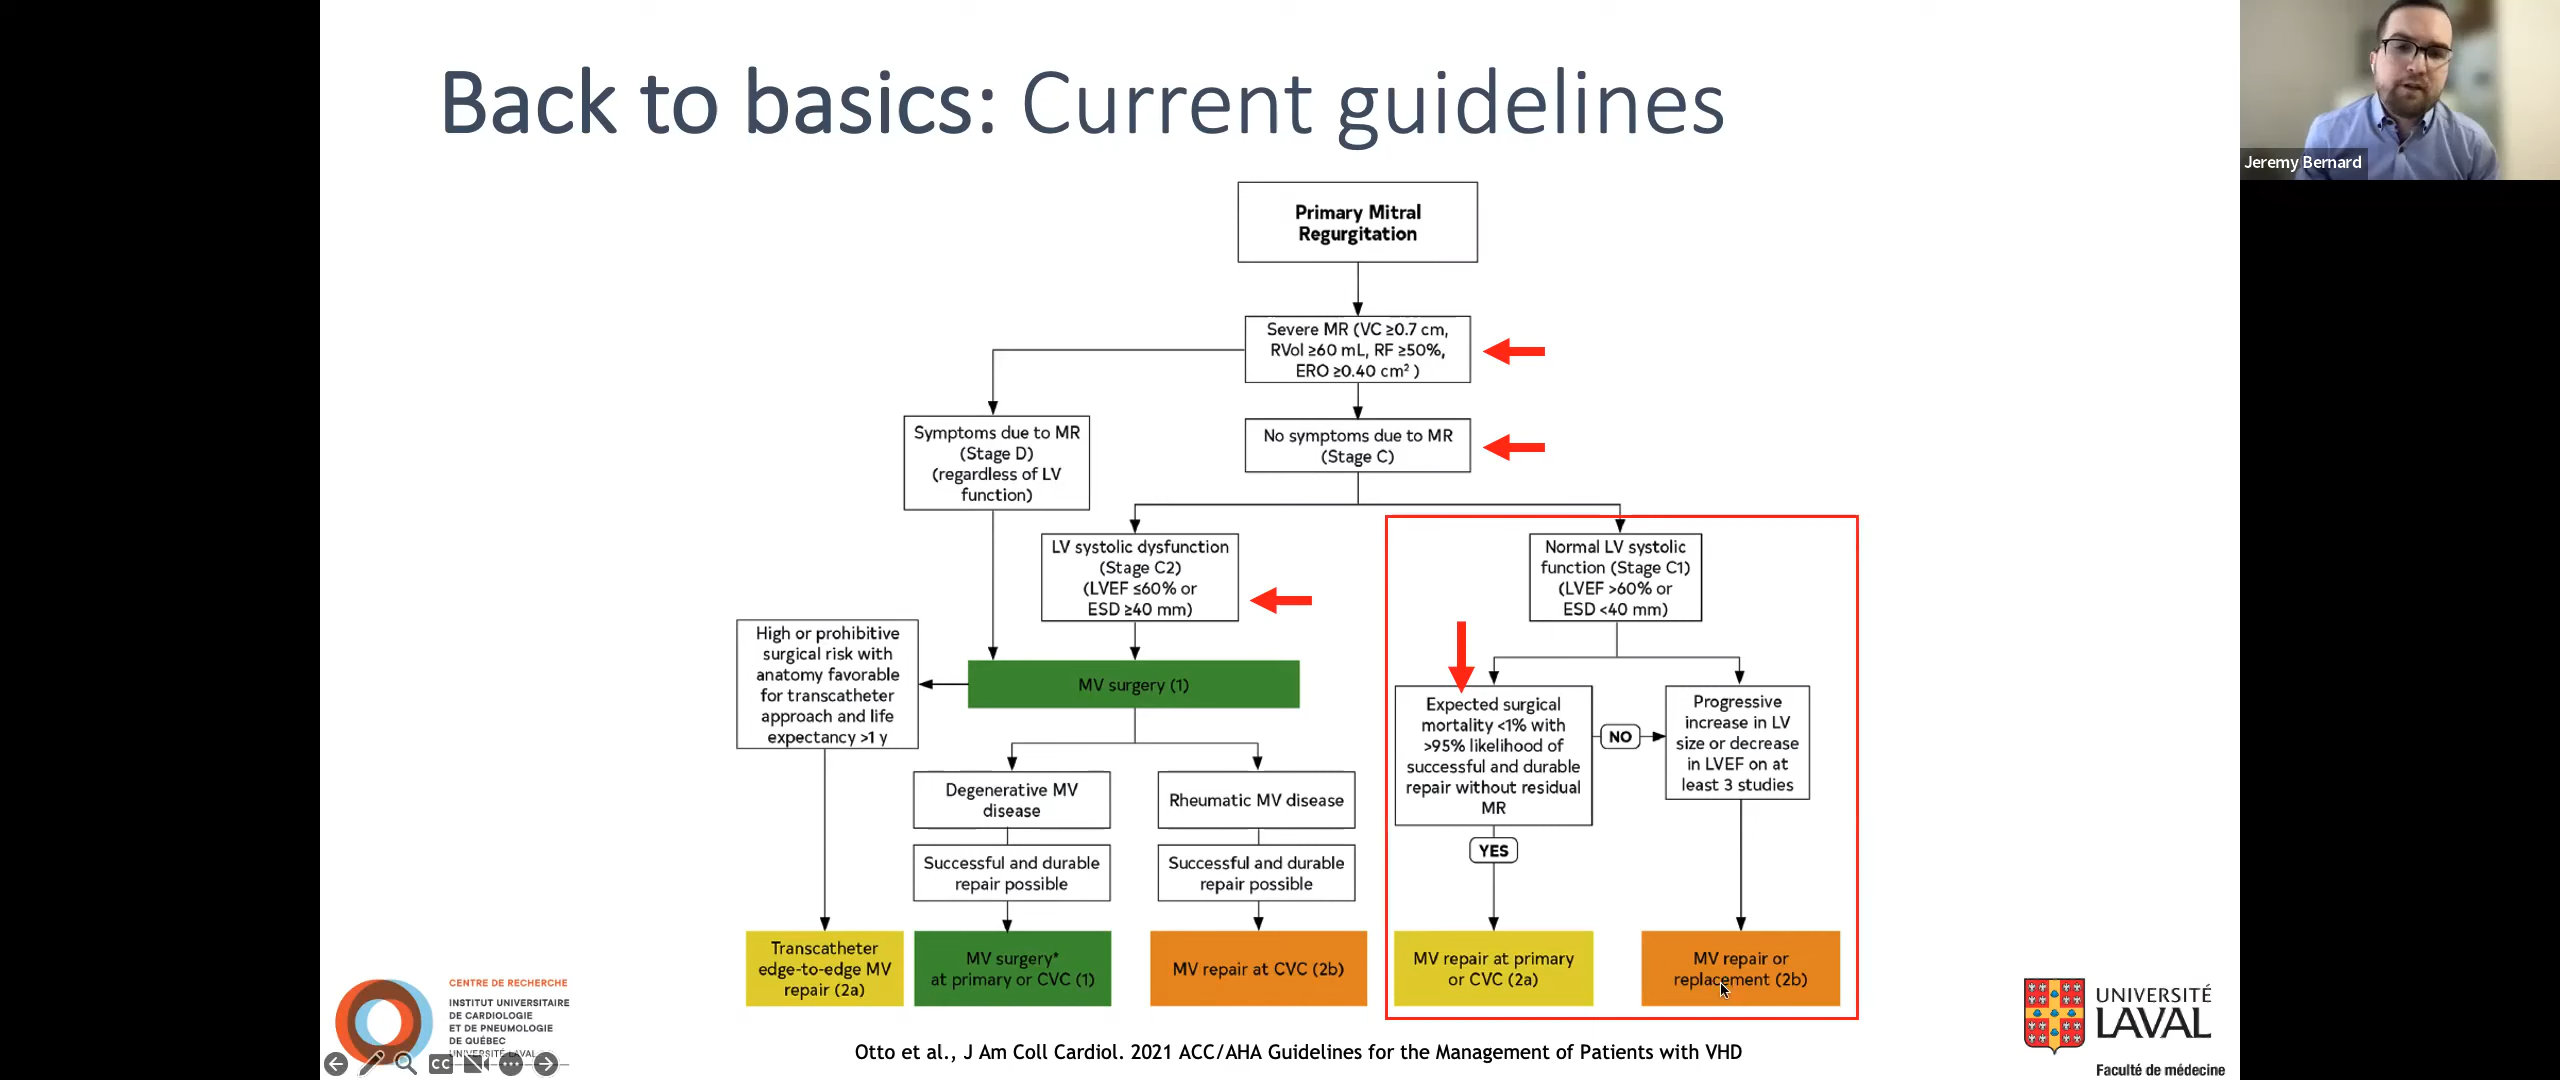 Back to basics: Current guidelines
Jeremy Bernard
Primary Mitral
Regurgitation
Severe MR (VC ≥0.7 cm,
RVol ≥60 mL, RF ≥50%,
ERO ≥0.40 cm² )
Symptoms due to MR
(Stage D)
(regardless of LV
function)
No symptoms due to MR
(Stage C)
LV systolic dysfunction
(Stage C2)
(LVEF ≤60% or
ESD ≥40 mm)
Normal LV systolic
function (Stage C1)
(LVEF >60% or
ESD <40 mm)
High or prohibitive
surgical risk with
anatomy favorable
for transcatheter
approach and life
expectancy >1 y
MV surgery (1)
Expected surgical
mortality <1% with
>95% likelihood of
successful and durable
repair without residual
MR
NO
Progressive
increase in LV
size or decrease
in LVEF on at
least 3 studies
YES
Degenerative MV
disease
Rheumatic MV disease
Successful and durable
repair possible
Successful and durable
repair possible
Transcatheter
edge-to-edge MV
repair (2a)
MV surgery*
at primary or CVC (1)
MV repair at CVC (2b)
MV repair at primary
or CVC (2a)
MV repair or
replacement (2b)
CENTRE DE RECHERCHE
INSTITUT UNIVERSITAIRE
DE CARDIOLOGIE
ET DE PNEUMOLOGIE
DE QUÉBEC
UNIVERSITÉ LAVAL
CC
Otto et al., J Am Coll Cardiol. 2021 ACC/AHA Guidelines for the Management of Patients with VHD
UNIVERSITÉ
LAVAL
Faculté de médecine